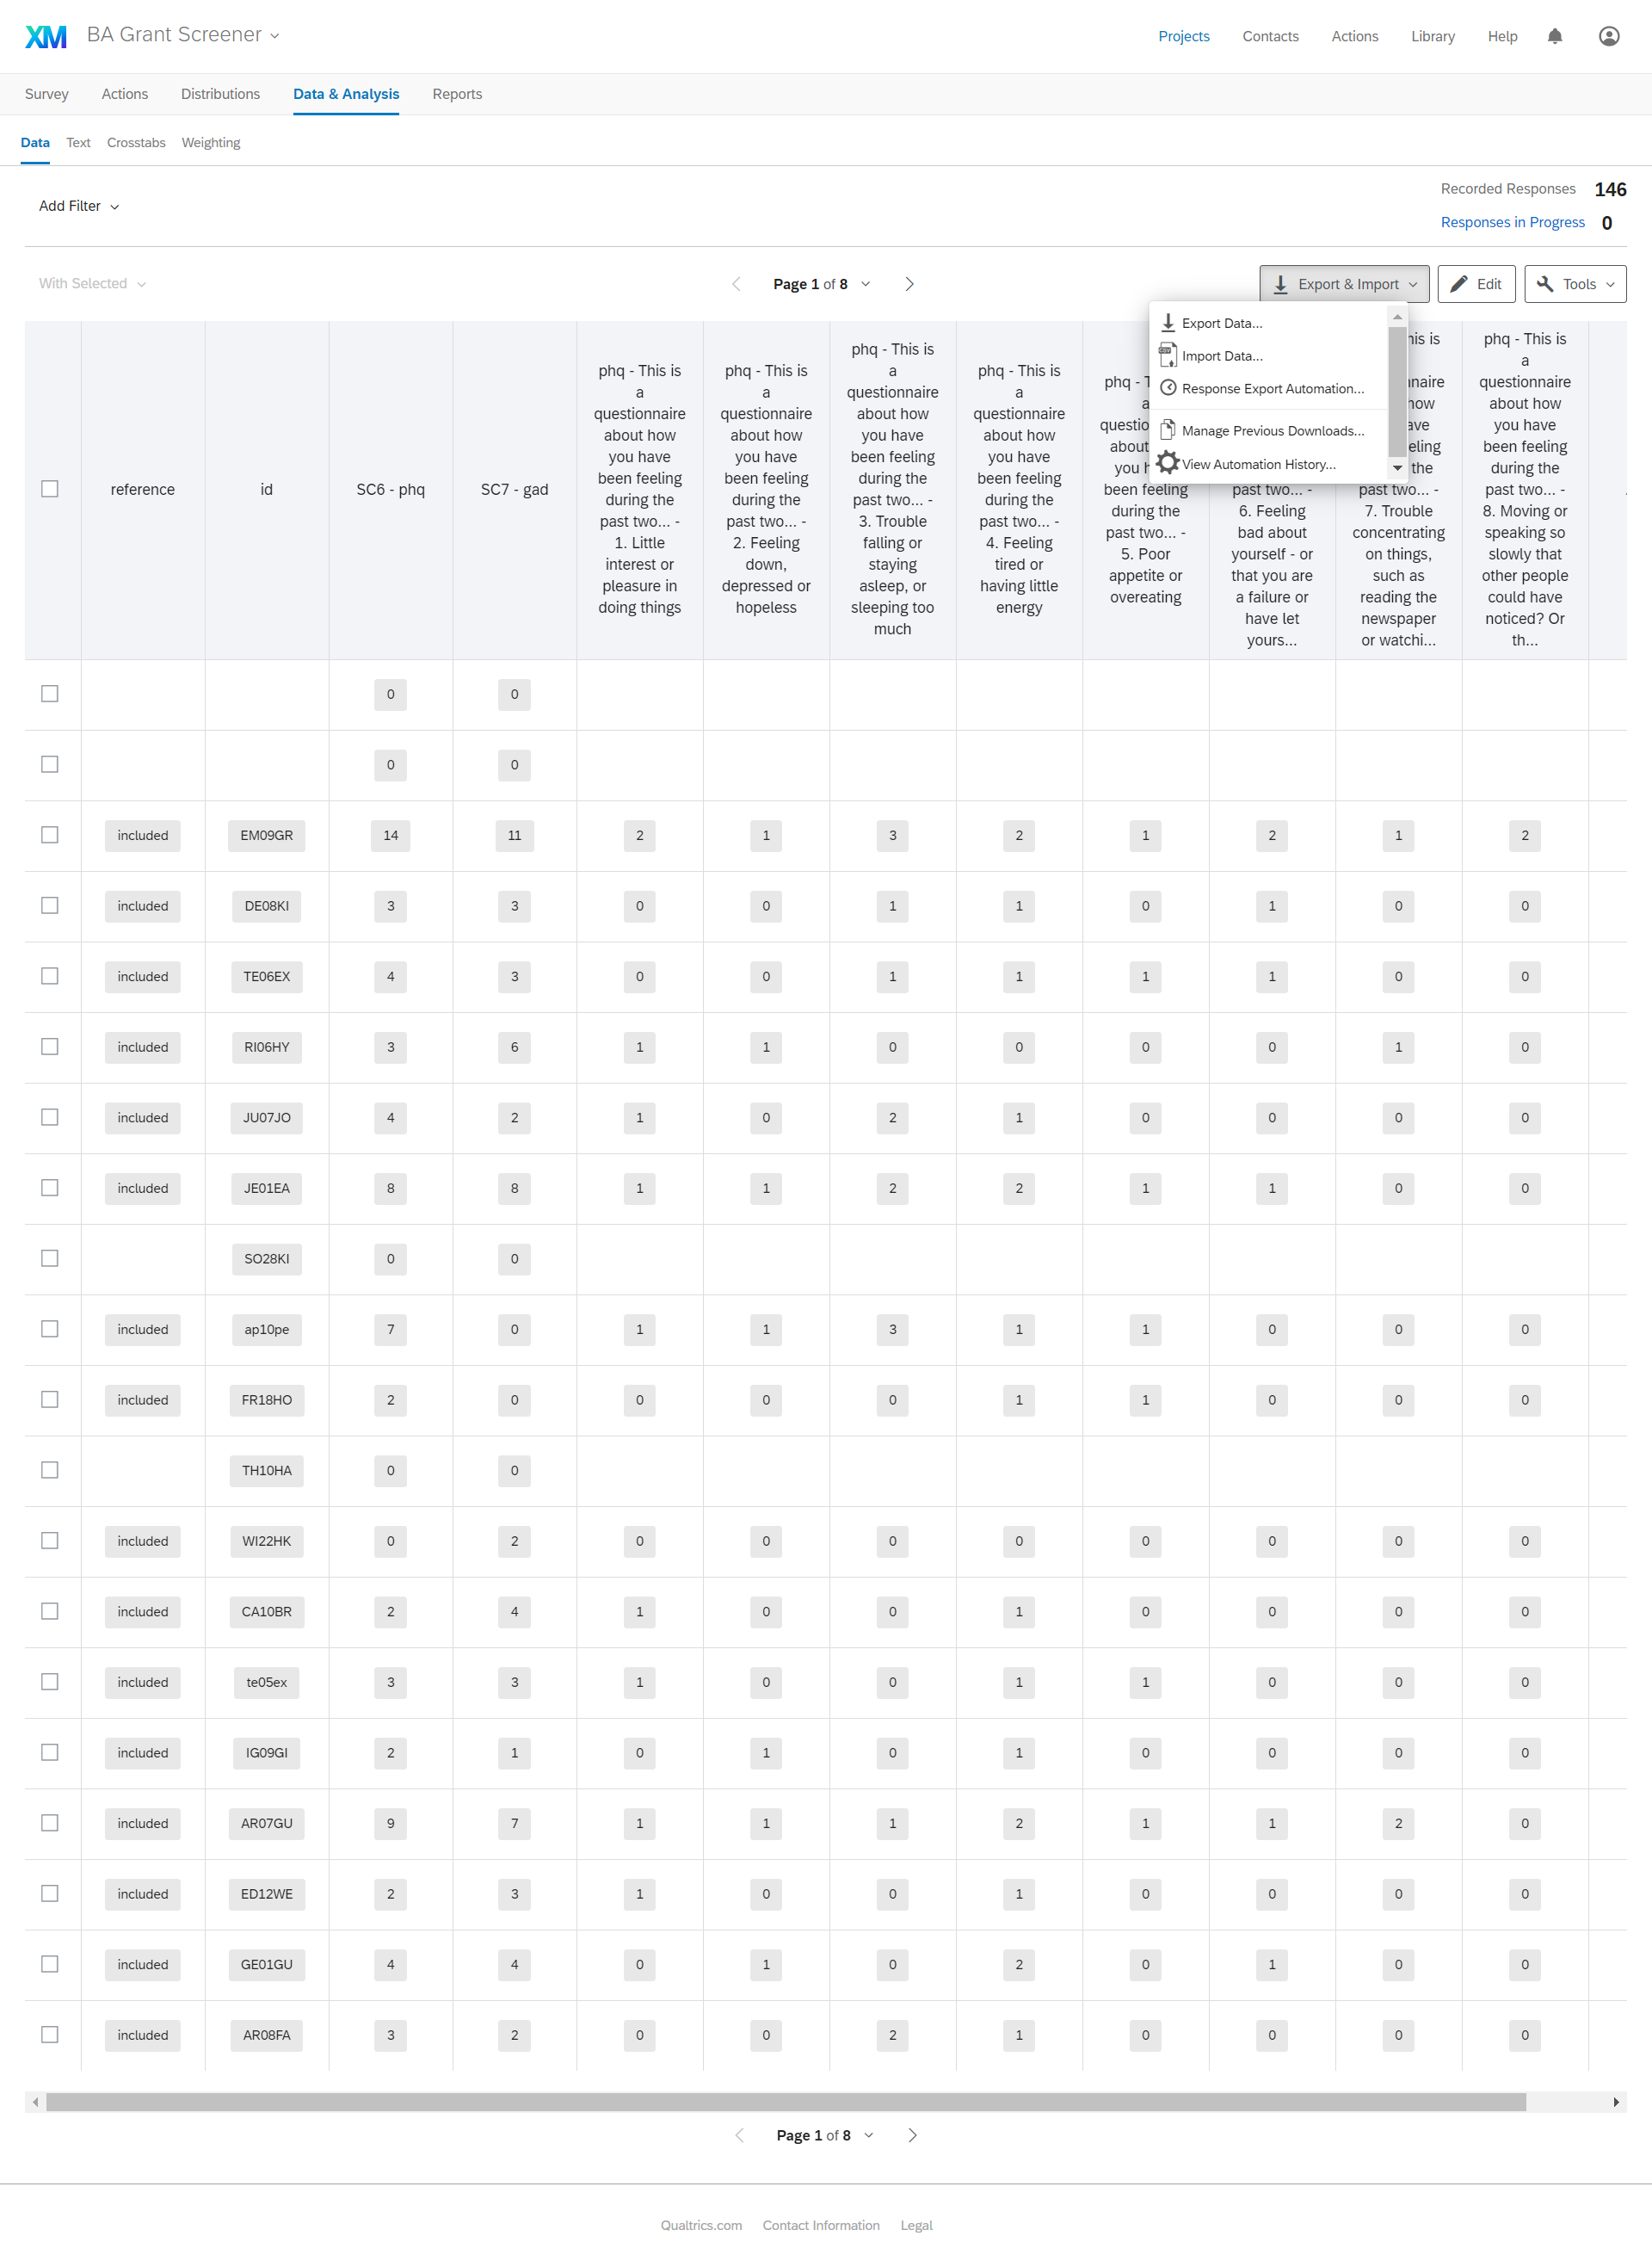 XM BA Grant Screener Projects Contacts Actions Library Help
Survey Actions Distributions Data & Analysis Reports
Data Text Crosstabs Weighting
Recorded Responses 146
Add Filter
Responses in Progress 0
With Selected Page 1 of 8 Export & Import Edit Tools
Export Data...
Import Data...
Response Export Automation...
Manage Previous Downloads...
View Automation History...
reference
id
SC6 - phq
SC7 - gad
phq - This is
a
questionnaire
about how
you have
been feeling
during the
past two... -
1. Little
interest or
pleasure in
doing things
phq - This is
a
questionnaire
about how
you have
been feeling
during the
past two... -
2. Feeling
down,
depressed or
hopeless
phq - This is
a
questionnaire
about how
you have
been feeling
during the
past two... -
3. Trouble
falling or
staying
asleep, or
sleeping too
much
phq - This is
a
questionnaire
about how
you have
been feeling
during the
past two... -
4. Feeling
tired or
having little
energy
phq -
a
about
been feeling
during the
past two... -
5. Poor
appetite or
overeating
past two... -
6. Feeling
bad about
yourself - or
that you are
a failure or
have let
yours...
is
the
past two... -
7. Trouble
concentrating
on things,
such as
reading the
newspaper
or watchi...
phq - This is
a
questionnaire
about how
you have
been feeling
during the
past two... -
8. Moving or
speaking so
slowly that
other people
could have
noticed? Or
th...
0 0
0 0
included EM09GR 14 11 2 1 3 2 1 2 1 2
included DE08KI 3 3 0 0 1 1 0 1 0 0
included TE06EX 4 3 0 0 1 1 1 1 0 0
included RI06HY 3 6 1 1 0 0 0 0 1 0
included JU07JO 4 2 1 0 2 1 0 0 0 0
included JE01EA 8 8 1 1 2 2 1 1 0 0
SO28KI 0 0
included ap10pe 7 0 1 1 3 1 1 0 0 0
included FR18HO 2 0 0 0 0 1 1 0 0 0
TH10HA 0 0
included WI22HK 0 2 0 0 0 0 0 0 0 0
included CA10BR 2 4 1 0 0 1 0 0 0 0
included te05ex 3 3 1 0 0 1 1 0 0 0
included IG09GI 2 1 0 1 0 1 0 0 0 0
included AR07GU 9 7 1 1 1 2 1 1 2 0
included ED12WE 2 3 1 0 0 1 0 0 0 0
included GE01GU 4 4 0 1 0 2 0 1 0 0
included AR08FA 3 2 0 0 2 1 0 0 0 0
Page 1 of 8
Qualtrics.com Contact Information Legal